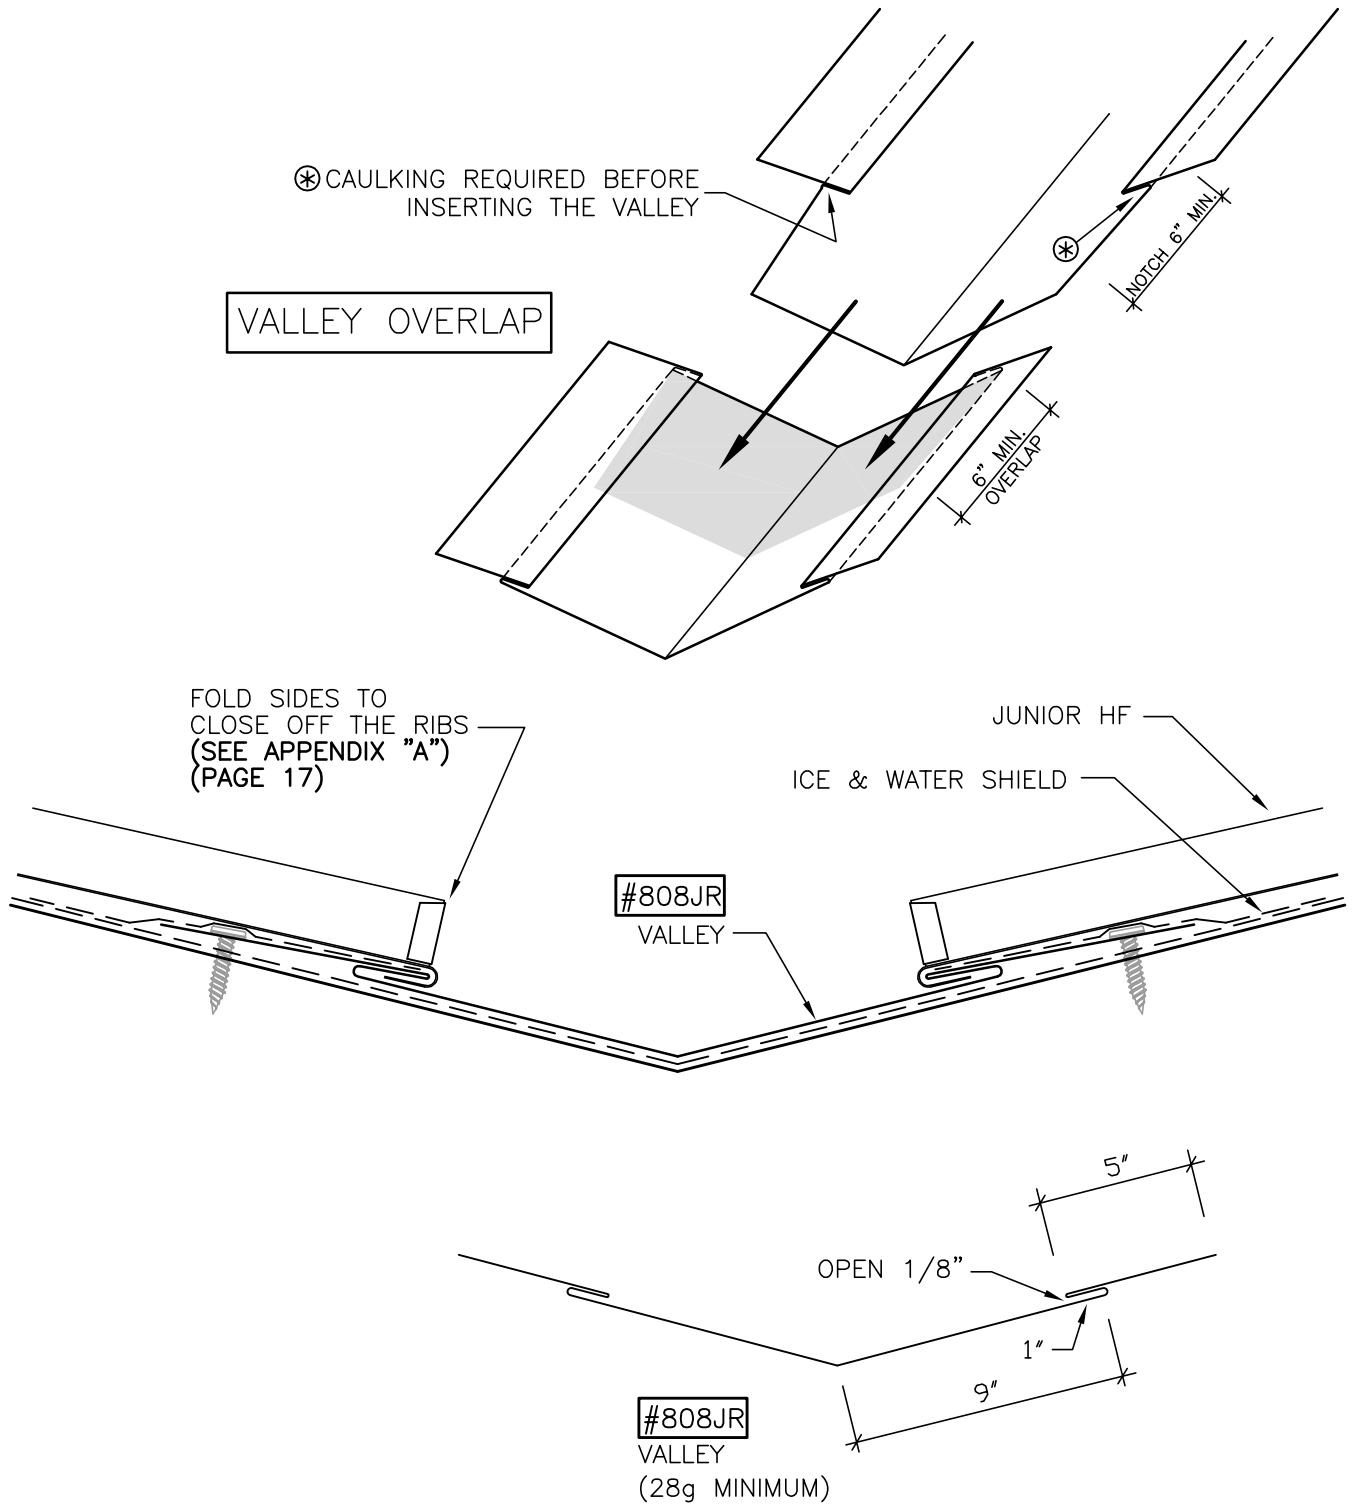 CAULKING REQUIRED BEFORE
INSERTING THE VALLEY
NOTCH 6" MIN.
VALLEY OVERLAP
6" MIN.
OVERLAP
FOLD SIDES TO
CLOSE OFF THE RIBS
(SEE APPENDIX "A")
(PAGE 17)
JUNIOR HF
ICE & WATER SHIELD
#808JR
VALLEY
5"
OPEN 1/8"
1"
9"
#808JR
VALLEY
(28g MINIMUM)